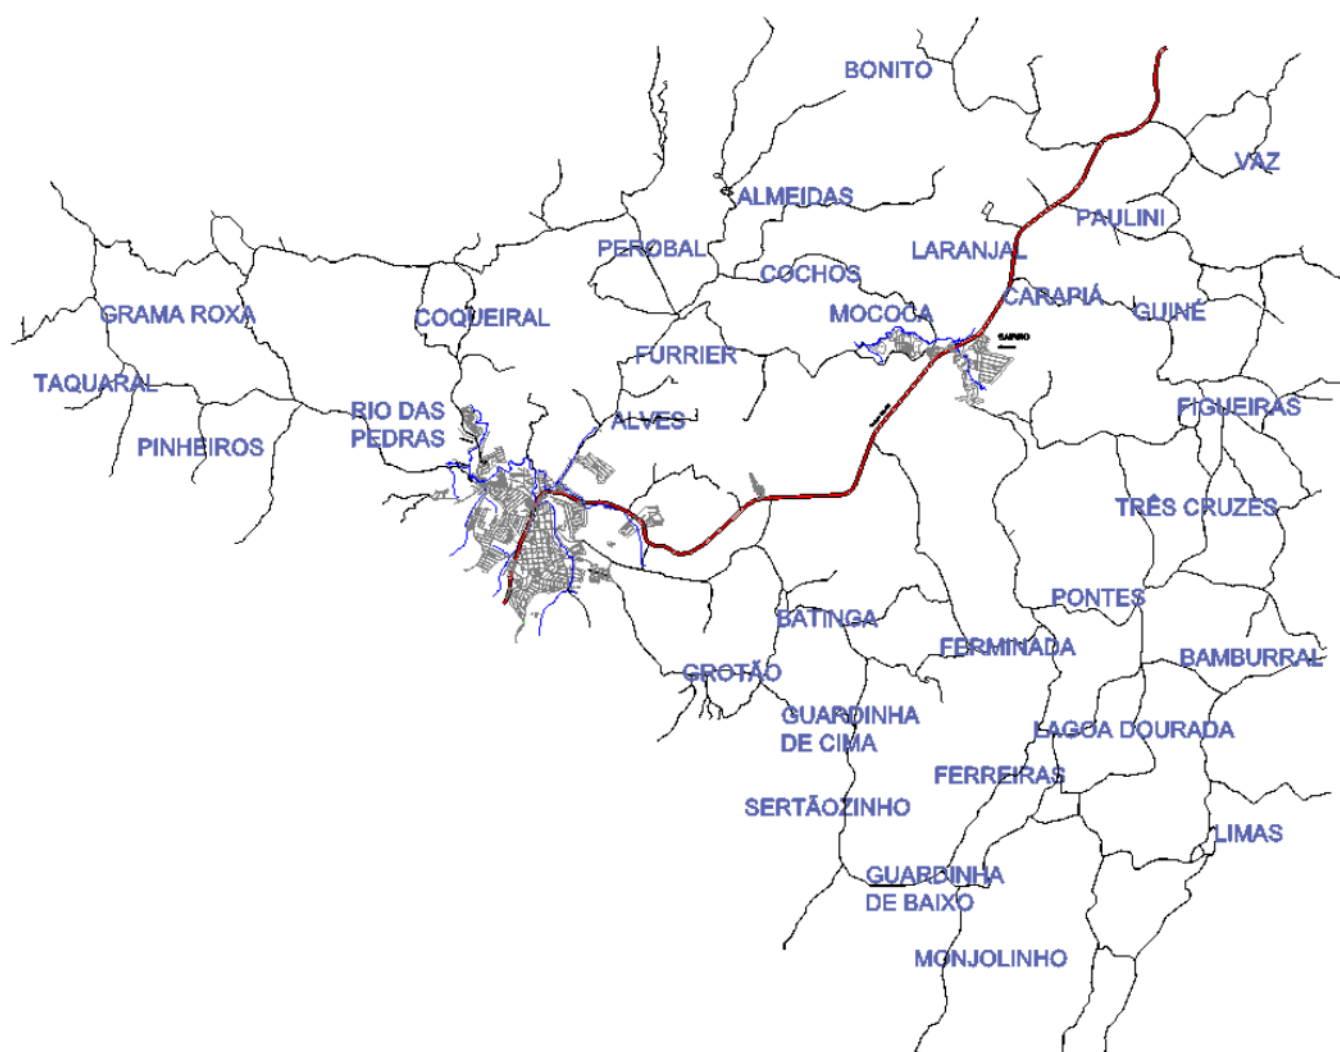 BONITO
VAZ
ALMEIDAS
PAULINI
PEROBAL
LARANJAL
COCHOS
CARAPIÁ
GRAMA ROXA
COQUEIRAL
MOCOCA
GUINÉ
FURRIER
TAQUARAL
RIO DAS
PEDRAS
ALVES
FIGUEIRAS
PINHEIROS
TRÊS CRUZES
PONTES
BATINGA
FERMINADA
BAMBURRAL
GROTÃO
GUARDINHA
DE CIMA
LAGOA DOURADA
FERREIRAS
SERTÃOZINHO
LIMAS
GUARDINHA
DE BAIXO
MONJOLINHO